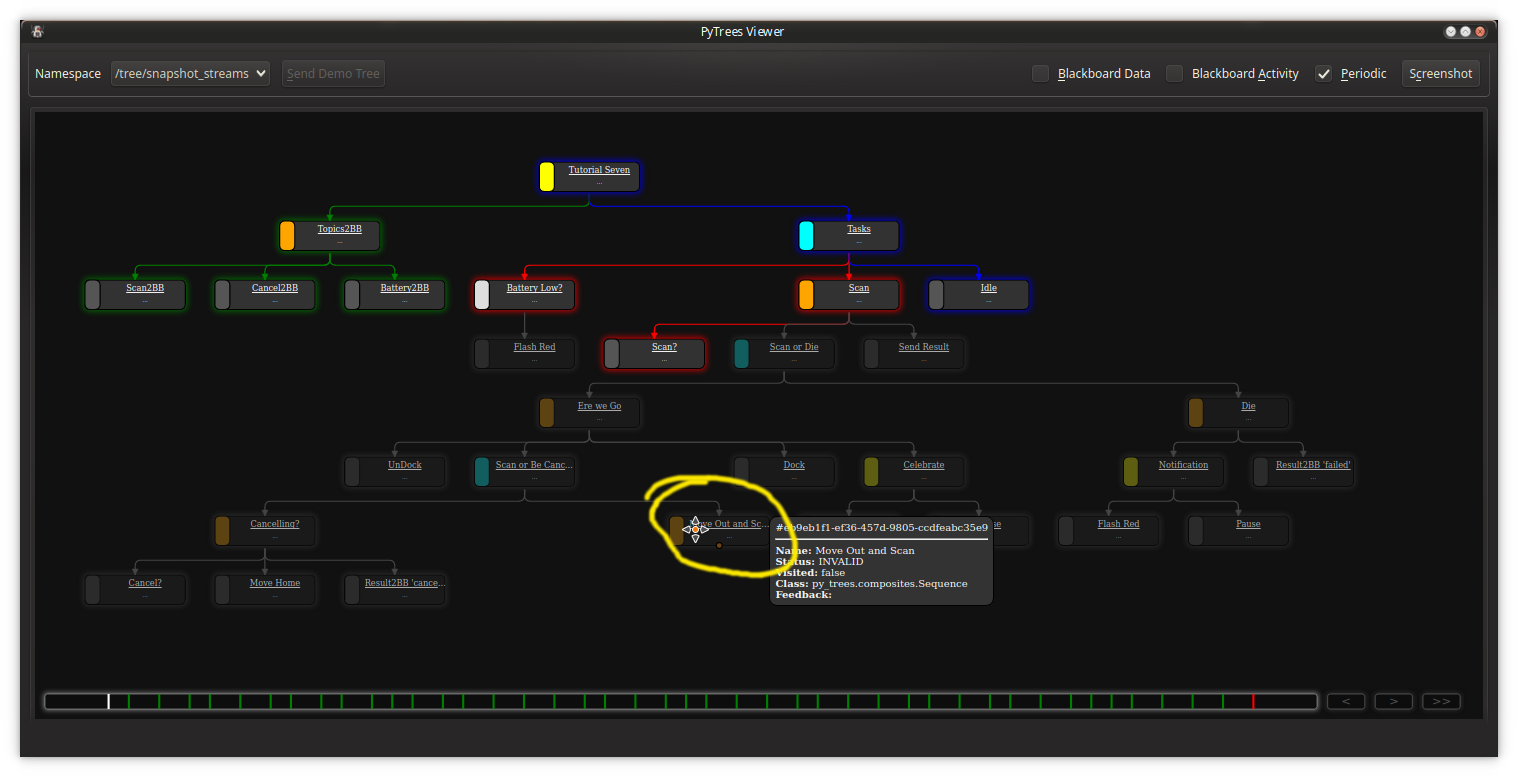 PyTrees Viewer
Namespace /tree/snapshot_streams Send Demo Tree Blackboard Data Blackboard Activity Periodic Screenshot
Tutorial Seven
...
Topics2BB Tasks
... ...
Scan2BB Cancel2BB Battery2BB Battery Low? Scan Idle
... ... ... ... ... ...
Flash Red Scan? Scan or Die Send Result
... ... ... ...
Ere we Go Die
... ...
UnDock Scan or Be Canc... Dock Celebrate Notification Result2BB 'failed'
... ... ... ... ... ...
Cancelling? Out and Sc... Flash Red Pause
... ... ... ...
#eb9eb1f1-ef36-457d-9805-ccdfeabc35e9
Name: Move Out and Scan
Status: INVALID
Visited: false
Class: py_trees.composites.Sequence
Feedback:
Cancel? Move Home Result2BB 'cance...
... ... ...
< > >>